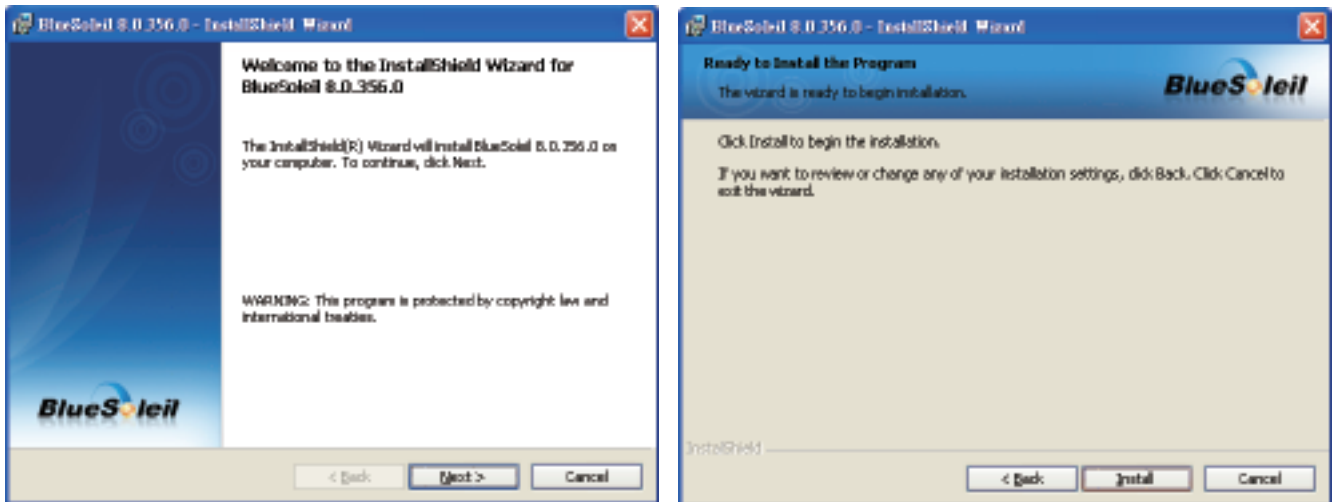 BlueSoleil 8.0.356.0 - InstallShield Wizard
Welcome to the InstallShield Wizard for
BlueSoleil 8.0.356.0
The InstallShield(R) Wizard will install BlueSoleil 8.0.356.0 on
your computer. To continue, click Next.
WARNING: This program is protected by copyright law and
international treaties.
BlueSoleil
< Back
Next >
Cancel
BlueSoleil 8.0.356.0 - InstallShield Wizard
Ready to Install the Program
The wizard is ready to begin installation.
BlueSoleil
Click Install to begin the installation.
If you want to review or change any of your installation settings, click Back. Click Cancel to
exit the wizard.
InstallShield
< Back
Install
Cancel